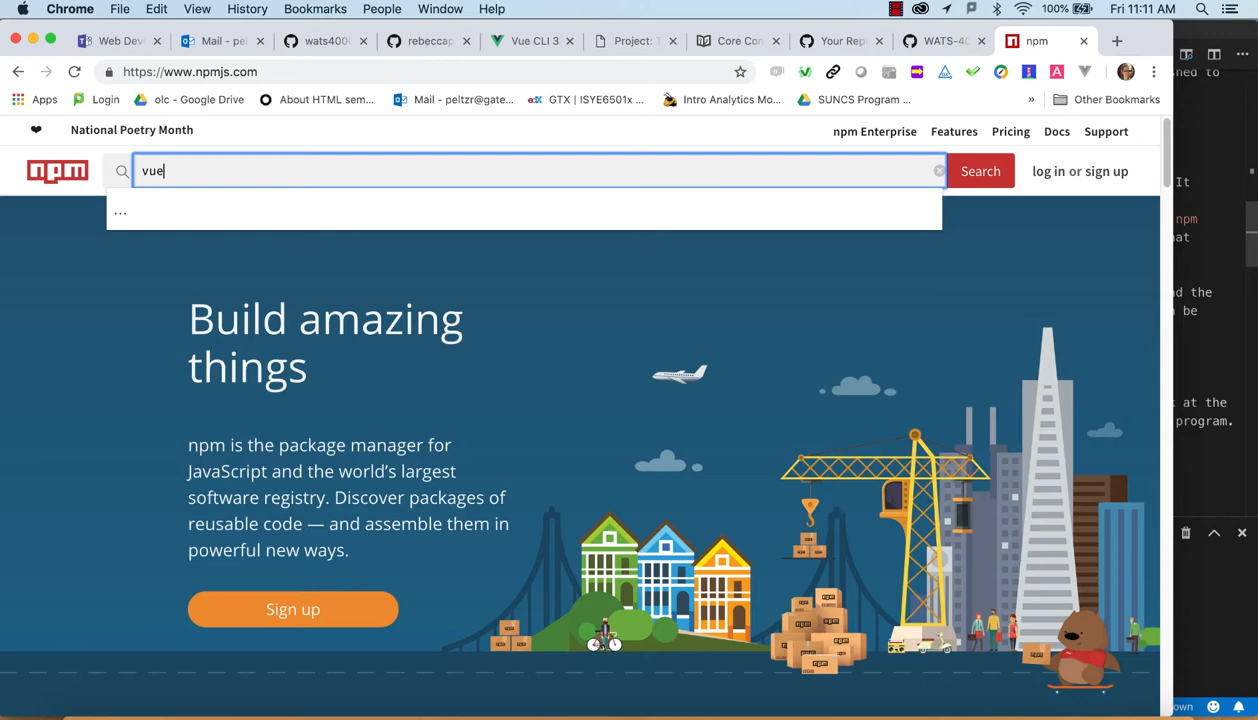 Chrome File Edit View History Bookmarks People Window Help 100% Fri 11:11 AM
Web Dev
Mail - pel
wats400
rebeccap
Vue CLI 3
Project: T
Core Con
Your Rep
WATS-40
npm
https://www.npmjs.com
Apps Login olc - Google Drive About HTML sem... Mail - peltzr@gate... GTX | ISYE6501x ... Intro Analytics Mo... SUNCS Program ... » Other Bookmarks
National Poetry Month
npm Enterprise Features Pricing Docs Support
npm
vue
Search
log in or sign up
...
Build amazing
things
npm is the package manager for
JavaScript and the world's largest
software registry. Discover packages of
reusable code — and assemble them in
powerful new ways.
Sign up
ned to
It
npm
hat
d the
be
at the
program.
own